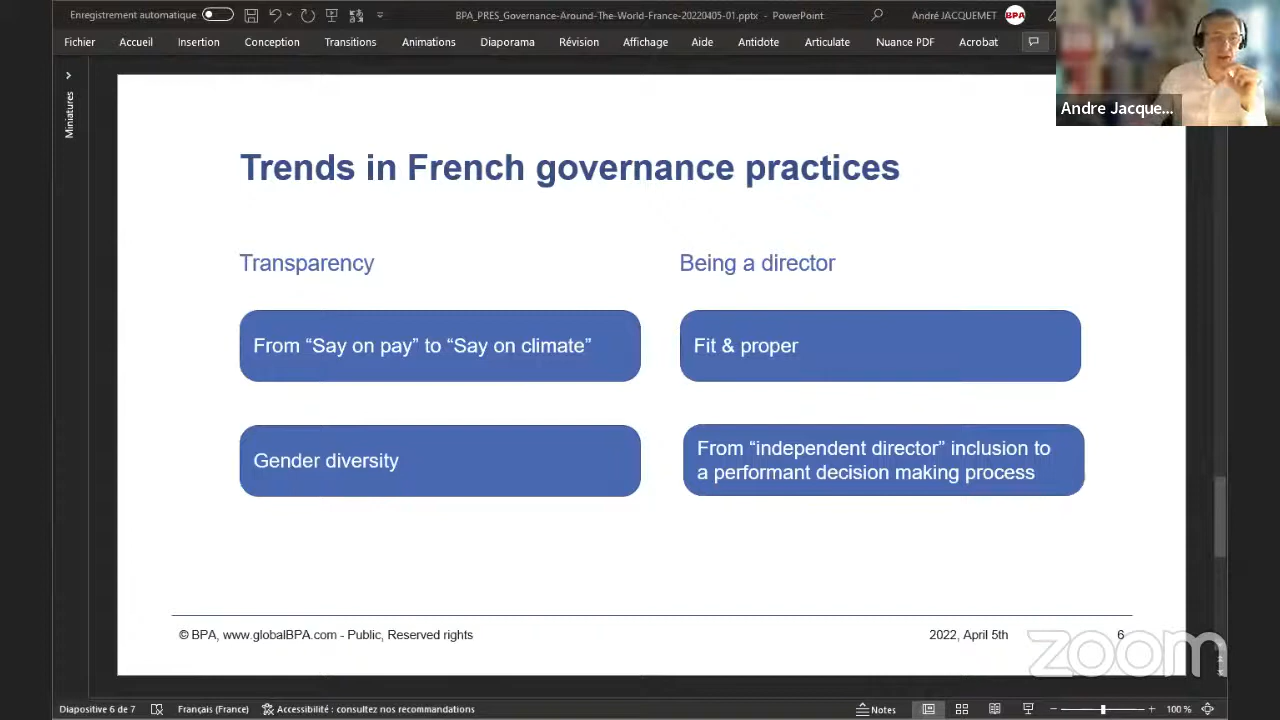 Enregistrement automatique
BPA_PRES_Governance-Around-The-World-France-20220405-01.pptx - PowerPoint
André JACQUEMET
BPA
Fichier Accueil Insertion Conception Transitions Animations Diaporama Révision Affichage Aide Antidote Articulate Nuance PDF Acrobat
Andre Jacque...
Miniatures
Trends in French governance practices
Transparency
Being a director
From “Say on pay” to “Say on climate”
Fit & proper
Gender diversity
From “independent director” inclusion to
a performant decision making process
© BPA, www.globalBPA.com - Public, Reserved rights
2022, April 5th
6
zoom
Diapositive 6 de 7
Français (France)
Accessibilité : consultez nos recommandations
Notes
100 %